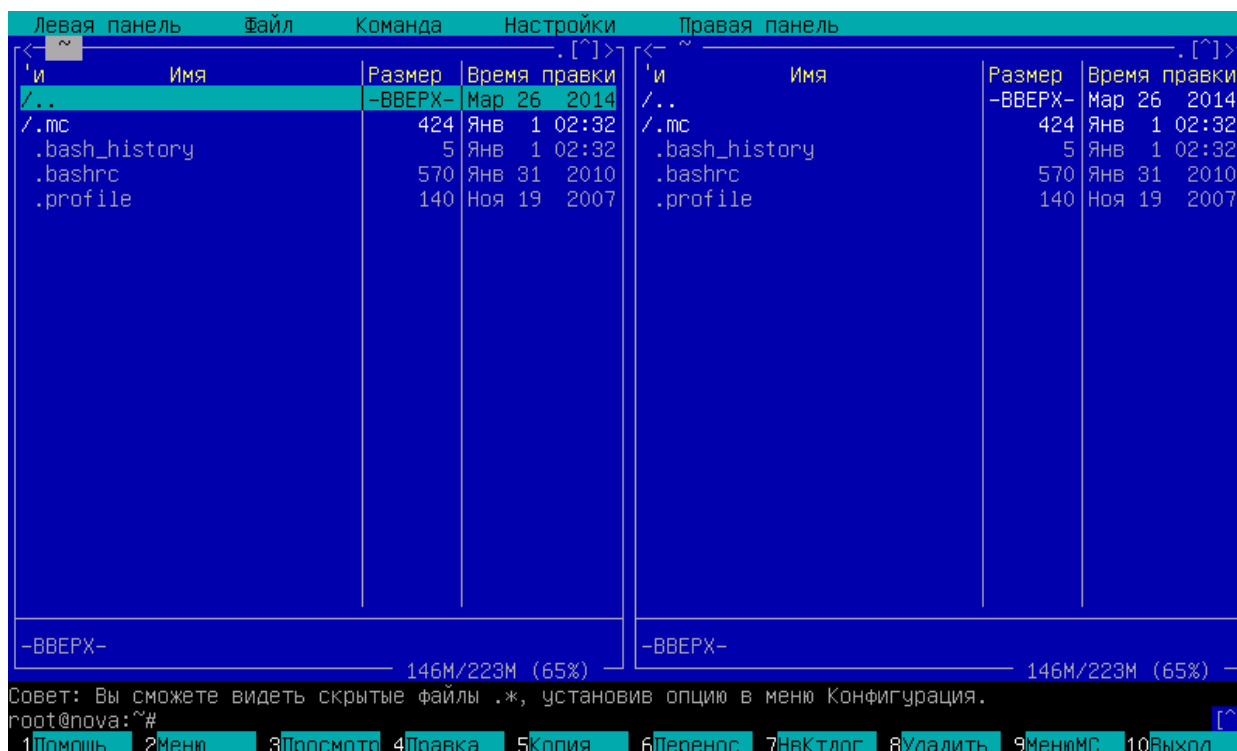 Левая панель Файл Команда Настройки Правая панель
<─ ~ ─.[^]> <─ ~ ─.[^]>
'и Имя Размер Время правки 'и Имя Размер Время правки
/.. -ВВЕРХ- Мар 26 2014 /.. -ВВЕРХ- Мар 26 2014
/.mc 424 Янв 1 02:32 /.mc 424 Янв 1 02:32
.bash_history 5 Янв 1 02:32 .bash_history 5 Янв 1 02:32
.bashrc 570 Янв 31 2010 .bashrc 570 Янв 31 2010
.profile 140 Ноя 19 2007 .profile 140 Ноя 19 2007
-ВВЕРХ- -ВВЕРХ-
146M/223M (65%) 146M/223M (65%)
Совет: Вы сможете видеть скрытые файлы .*, установив опцию в меню Конфигурация.
root@nova:~# [^
1Помощь 2Меню 3Просмотр 4Правка 5Копия 6Перенос 7НвКтлог 8Удалить 9МенюМС 10Выход